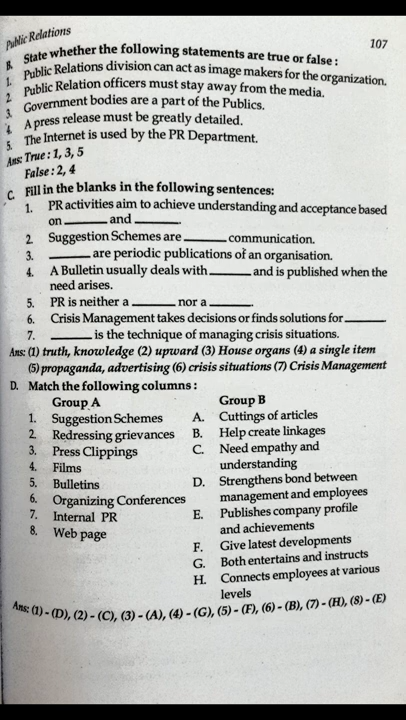 Public Relations
107
B. State whether the following statements are true or false :
1. Public Relations division can act as image makers for the organization.
2. Public Relation officers must stay away from the media.
3. Government bodies are a part of the Publics.
4. A press release must be greatly detailed.
5. The Internet is used by the PR Department.
Ans: True : 1, 3, 5
False : 2, 4
C. Fill in the blanks in the following sentences:
1. PR activities aim to achieve understanding and acceptance based
on ______ and ______.
2. Suggestion Schemes are ______ communication.
3. ______ are periodic publications of an organisation.
4. A Bulletin usually deals with ______ and is published when the
need arises.
5. PR is neither a ______ nor a ______.
6. Crisis Management takes decisions or finds solutions for ______
7. ______ is the technique of managing crisis situations.
Ans: (1) truth, knowledge (2) upward (3) House organs (4) a single item
(5) propaganda, advertising (6) crisis situations (7) Crisis Management
D. Match the following columns :
Group A
1. Suggestion Schemes
2. Redressing grievances
3. Press Clippings
4. Films
5. Bulletins
6. Organizing Conferences
7. Internal PR
8. Web page
Group B
A. Cuttings of articles
B. Help create linkages
C. Need empathy and
understanding
D. Strengthens bond between
management and employees
E. Publishes company profile
and achievements
F. Give latest developments
G. Both entertains and instructs
H. Connects employees at various
levels
Ans: (1) - (D), (2) - (C), (3) - (A), (4) - (G), (5) - (F), (6) - (B), (7) - (H), (8) - (E)